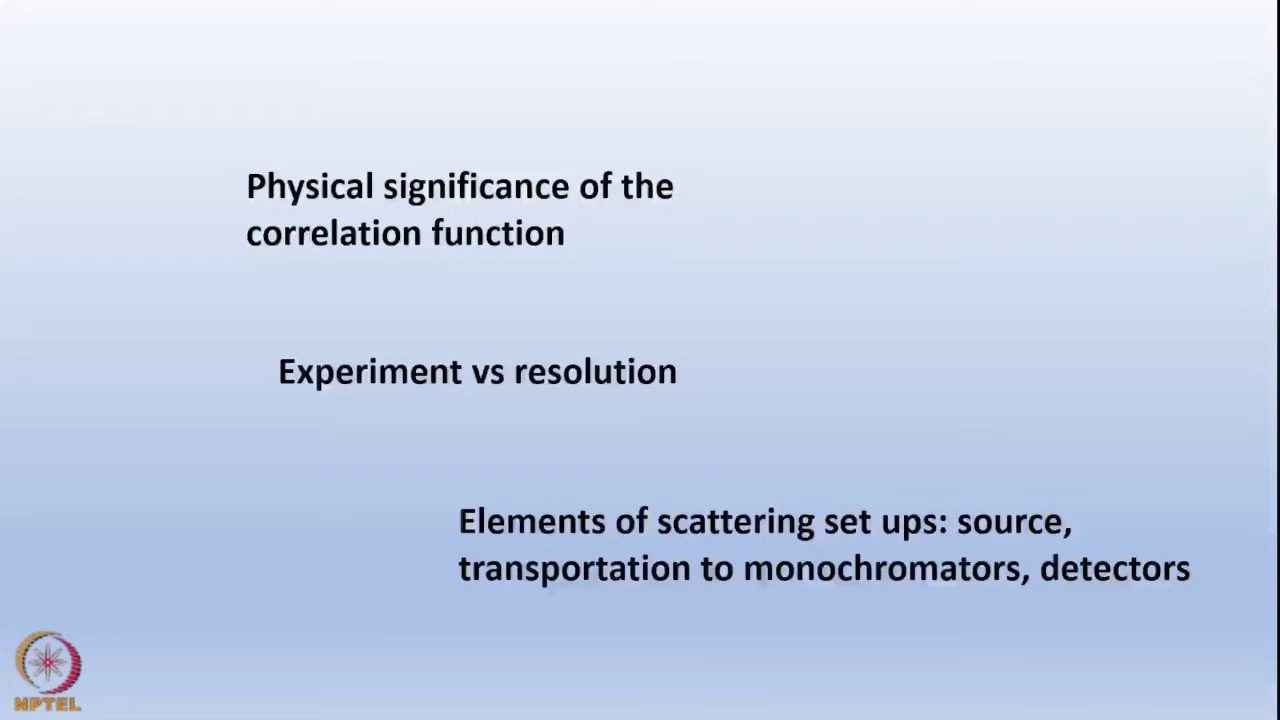 Physical significance of the
correlation function
Experiment vs resolution
Elements of scattering set ups: source,
transportation to monochromators, detectors
NPTEL